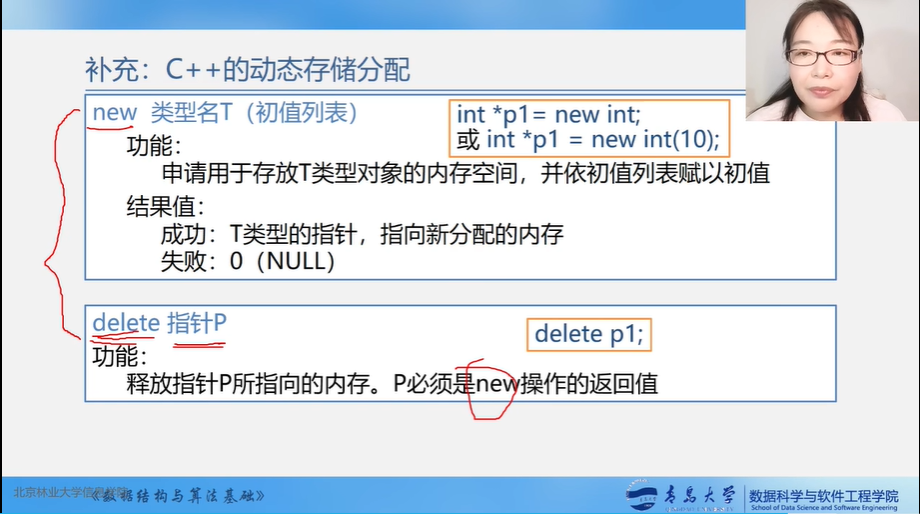 补充：C++的动态存储分配
new 类型名T（初值列表）
int *p1= new int;
或 int *p1 = new int(10);
功能：
申请用于存放T类型对象的内存空间，并依初值列表赋以初值
结果值：
成功：T类型的指针，指向新分配的内存
失败：0（NULL）
delete 指针P
delete p1;
功能：
释放指针P所指向的内存。P必须是new操作的返回值
北京林业大学信息学院
《数据结构与算法基础》
青岛大学
数据科学与软件工程学院
School of Data Science and Software Engineering